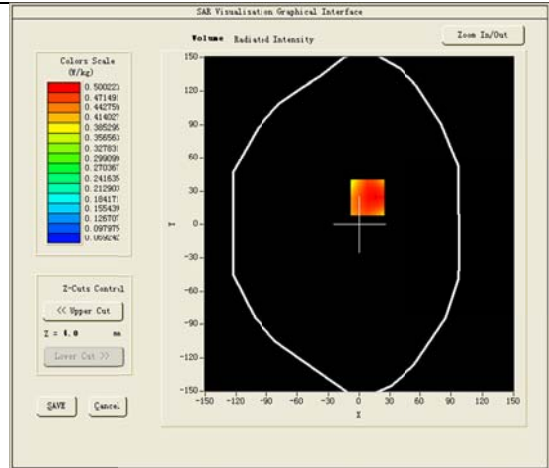 SAR Visualisation Graphical Interface
Volume Radiated Intensity
Zoom In/Out
Colors Scale
(W/kg)
0.500223
0.471491
0.442759
0.414027
0.385295
0.356563
0.327831
0.299099
0.270367
0.241635
0.212903
0.184171
0.155439
0.126707
0.097975
0.069242
Z-Cuts Control
<< Upper Cut
Z = 4.0 mm
Lower Cut >>
SAVE
Cancel
150
120
90
60
30
0
-30
-60
-90
-120
-150
Y
-150 -120 -90 -60 -30 0 30 60 90 120 150
X